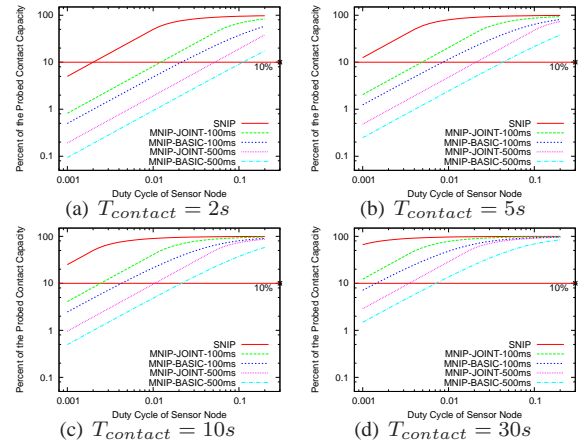 Percent of the Probed Contact Capacity
100
10
1
0.1
10%
SNIP
MNIP-JOINT-100ms
MNIP-BASIC-100ms
MNIP-JOINT-500ms
MNIP-BASIC-500ms
0.001
0.01
0.1
Duty Cycle of Sensor Node
(a) T_contact = 2s
Percent of the Probed Contact Capacity
100
10
1
0.1
10%
SNIP
MNIP-JOINT-100ms
MNIP-BASIC-100ms
MNIP-JOINT-500ms
MNIP-BASIC-500ms
0.001
0.01
0.1
Duty Cycle of Sensor Node
(b) T_contact = 5s
Percent of the Probed Contact Capacity
100
10
1
0.1
10%
SNIP
MNIP-JOINT-100ms
MNIP-BASIC-100ms
MNIP-JOINT-500ms
MNIP-BASIC-500ms
0.001
0.01
0.1
Duty Cycle of Sensor Node
(c) T_contact = 10s
Percent of the Probed Contact Capacity
100
10
1
0.1
10%
SNIP
MNIP-JOINT-100ms
MNIP-BASIC-100ms
MNIP-JOINT-500ms
MNIP-BASIC-500ms
0.001
0.01
0.1
Duty Cycle of Sensor Node
(d) T_contact = 30s